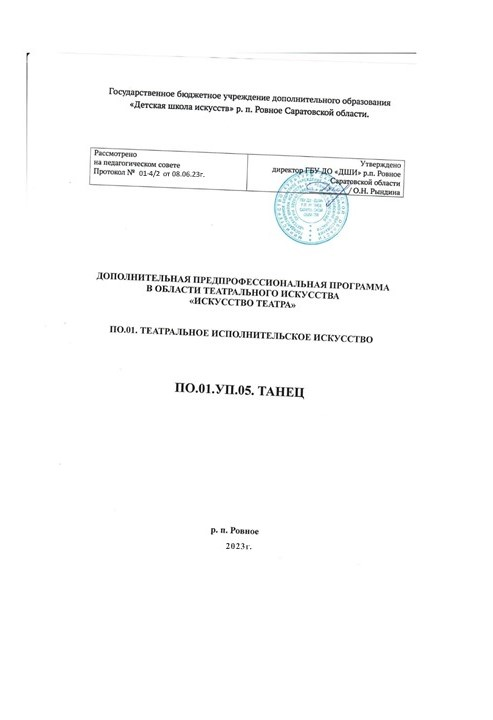 Государственное бюджетное учреждение дополнительного образования
«Детская школа искусств» р. п. Ровное Саратовской области.
Рассмотрено
на педагогическом совете
Протокол № 01-4/2 от 08.06.23г.
Утверждено
директор ГБУ ДО «ДШИ» р.п. Ровное
Саратовской области
/ О.Н. Рындина
ДОПОЛНИТЕЛЬНАЯ ПРЕДПРОФЕССИОНАЛЬНАЯ ПРОГРАММА
В ОБЛАСТИ ТЕАТРАЛЬНОГО ИСКУССТВА
«ИСКУССТВО ТЕАТРА»
ПО.01. ТЕАТРАЛЬНОЕ ИСПОЛНИТЕЛЬСКОЕ ИСКУССТВО
ПО.01.УП.05. ТАНЕЦ
р. п. Ровное
2023г.